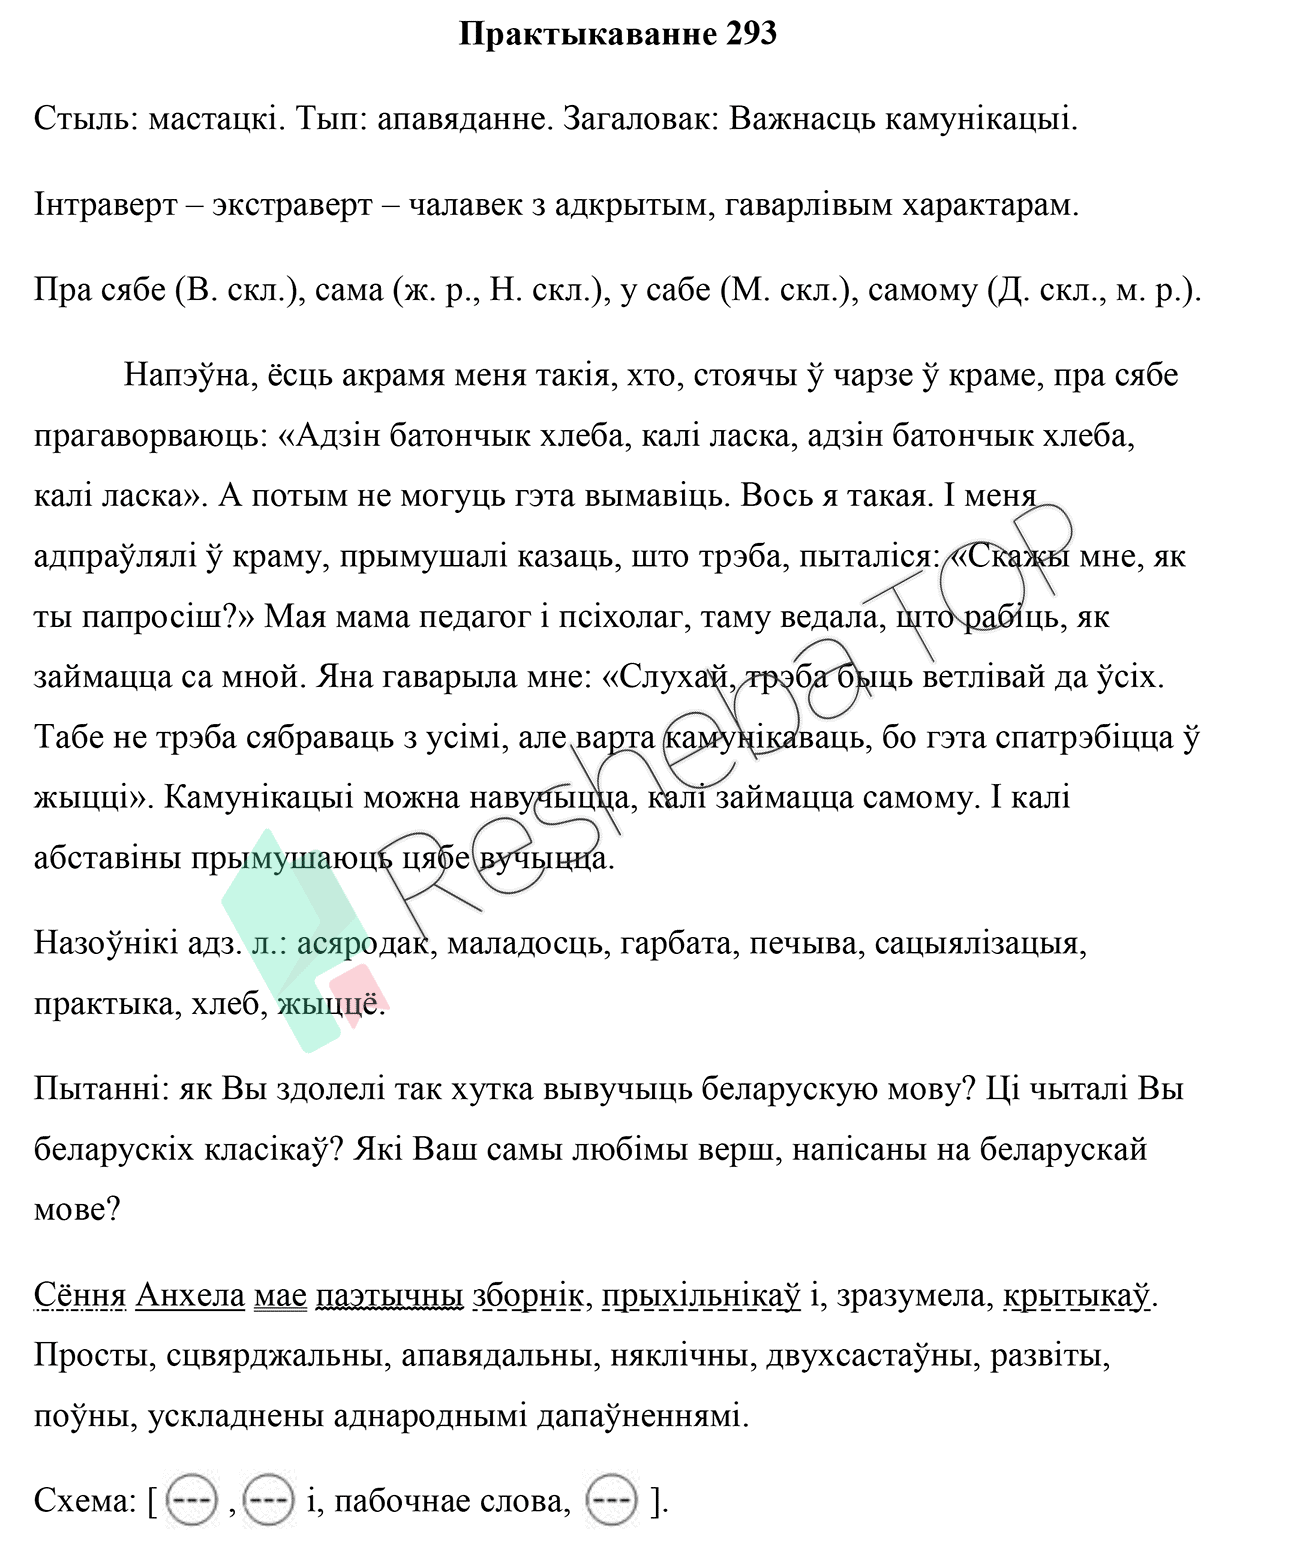 Практыкаванне 293
Стыль: мастацкі. Тып: апавяданне. Загаловак: Важнасць камунікацыі.
Інтраверт – экстраверт – чалавек з адкрытым, гаварлівым характарам.
Пра сябе (В. скл.), сама (ж. р., Н. скл.), у сабе (М. скл.), самому (Д. скл., м. р.).
Напэўна, ёсць акрамя меня такія, хто, стоячы ў чарзе ў краме, пра сябе
прагаворваюць: «Адзін батончык хлеба, калі ласка, адзін батончык хлеба,
калі ласка». А потым не могуць гэта вымавіць. Вось я такая. І меня
адпраўлялі ў краму, прымушалі казаць, што трэба, пыталіся: «Скажы мне, як
ты папросіш?» Мая мама педагог і псіхолаг, таму ведала, што рабіць, як
займацца са мной. Яна гаварыла мне: «Слухай, трэба быць ветлівай да ўсіх.
Табе не трэба сябраваць з усімі, але варта камунікаваць, бо гэта спатрэбіцца ў
жыцці». Камунікацыі можна навучыцца, калі займацца самому. І калі
абставіны прымушаюць цябе вучыцца.
Назоўнікі адз. л.: асяродак, маладосць, гарбата, печыва, сацыялізацыя,
практыка, хлеб, жыццё.
Пытанні: як Вы здолелі так хутка вывучыць беларускую мову? Ці чыталі Вы
беларускіх класікаў? Які Ваш самы любімы верш, напісаны на беларускай
мове?
Сёння Анхела мае паэтычны зборнік, прыхільнікаў і, зразумела, крытыкаў.
Просты, сцвярджальны, апавядальны, няклічны, двухсастаўны, развіты,
поўны, ускладнены аднароднымі дапаўненнямі.
Схема: [ --- , --- і, пабочнае слова, --- ].
Resheba.TOP